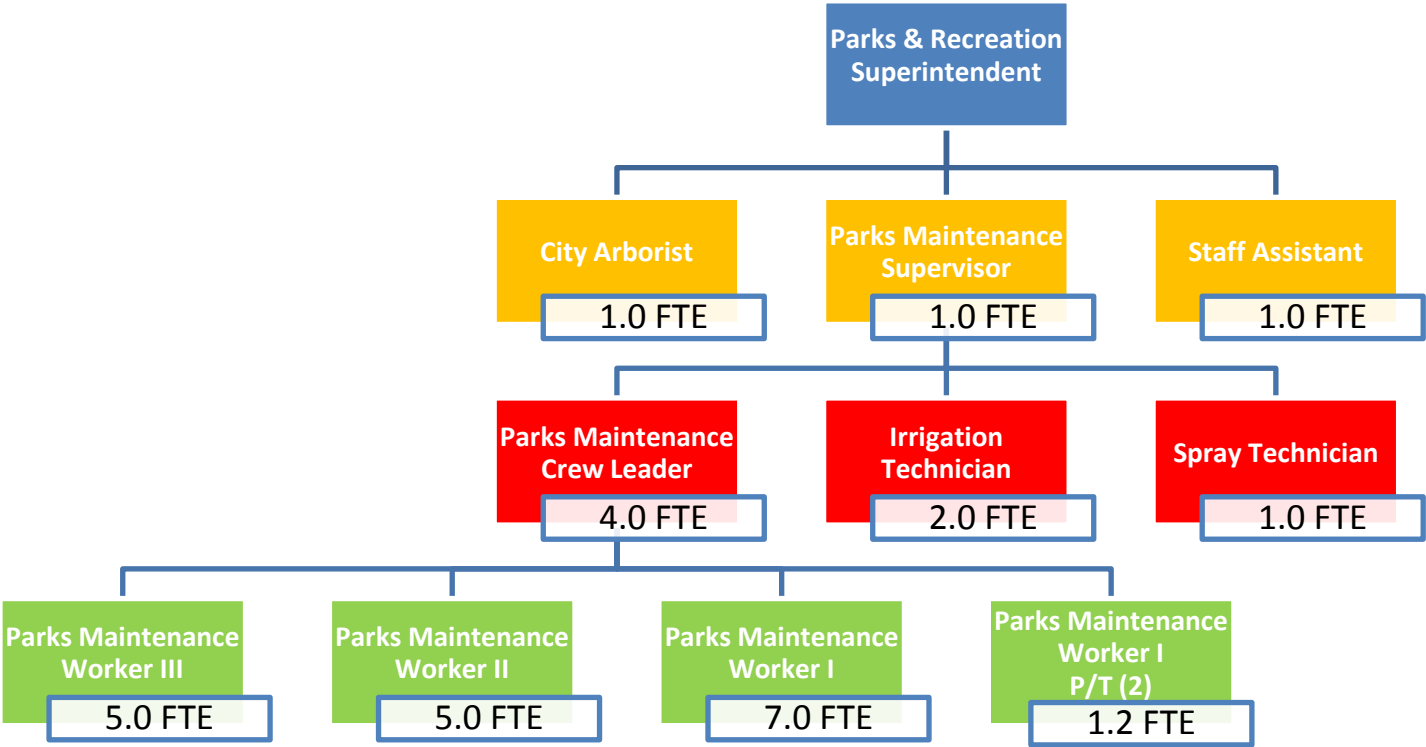 Parks & Recreation
Superintendent
City Arborist
1.0 FTE
Parks Maintenance
Supervisor
1.0 FTE
Staff Assistant
1.0 FTE
Parks Maintenance
Crew Leader
4.0 FTE
Irrigation
Technician
2.0 FTE
Spray Technician
1.0 FTE
Parks Maintenance
Worker III
5.0 FTE
Parks Maintenance
Worker II
5.0 FTE
Parks Maintenance
Worker I
7.0 FTE
Parks Maintenance
Worker I
P/T (2)
1.2 FTE